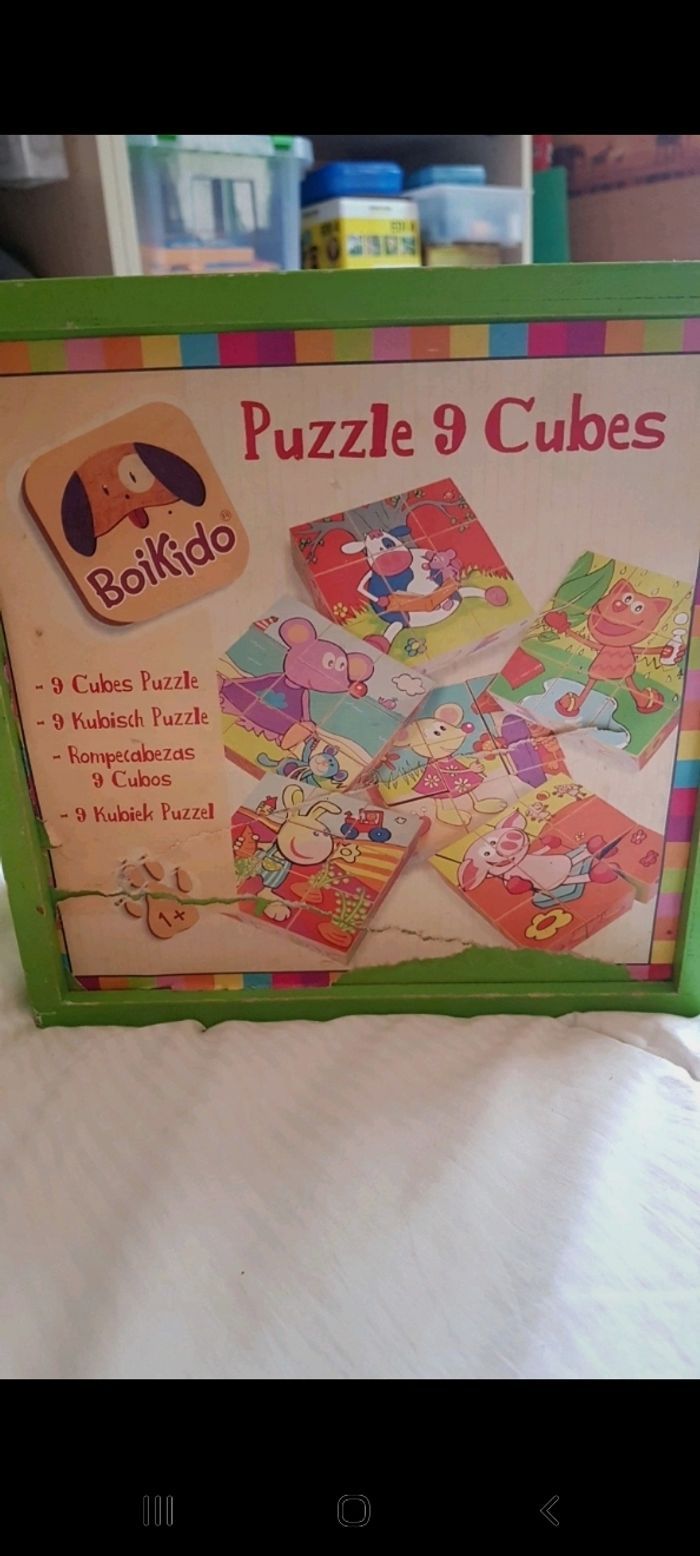 Puzzle 9 Cubes
BoiKido®
- 9 Cubes Puzzle
- 9 Kubisch Puzzle
- Rompecabezas
9 Cubos
- 9 Kubiek Puzzel
1+